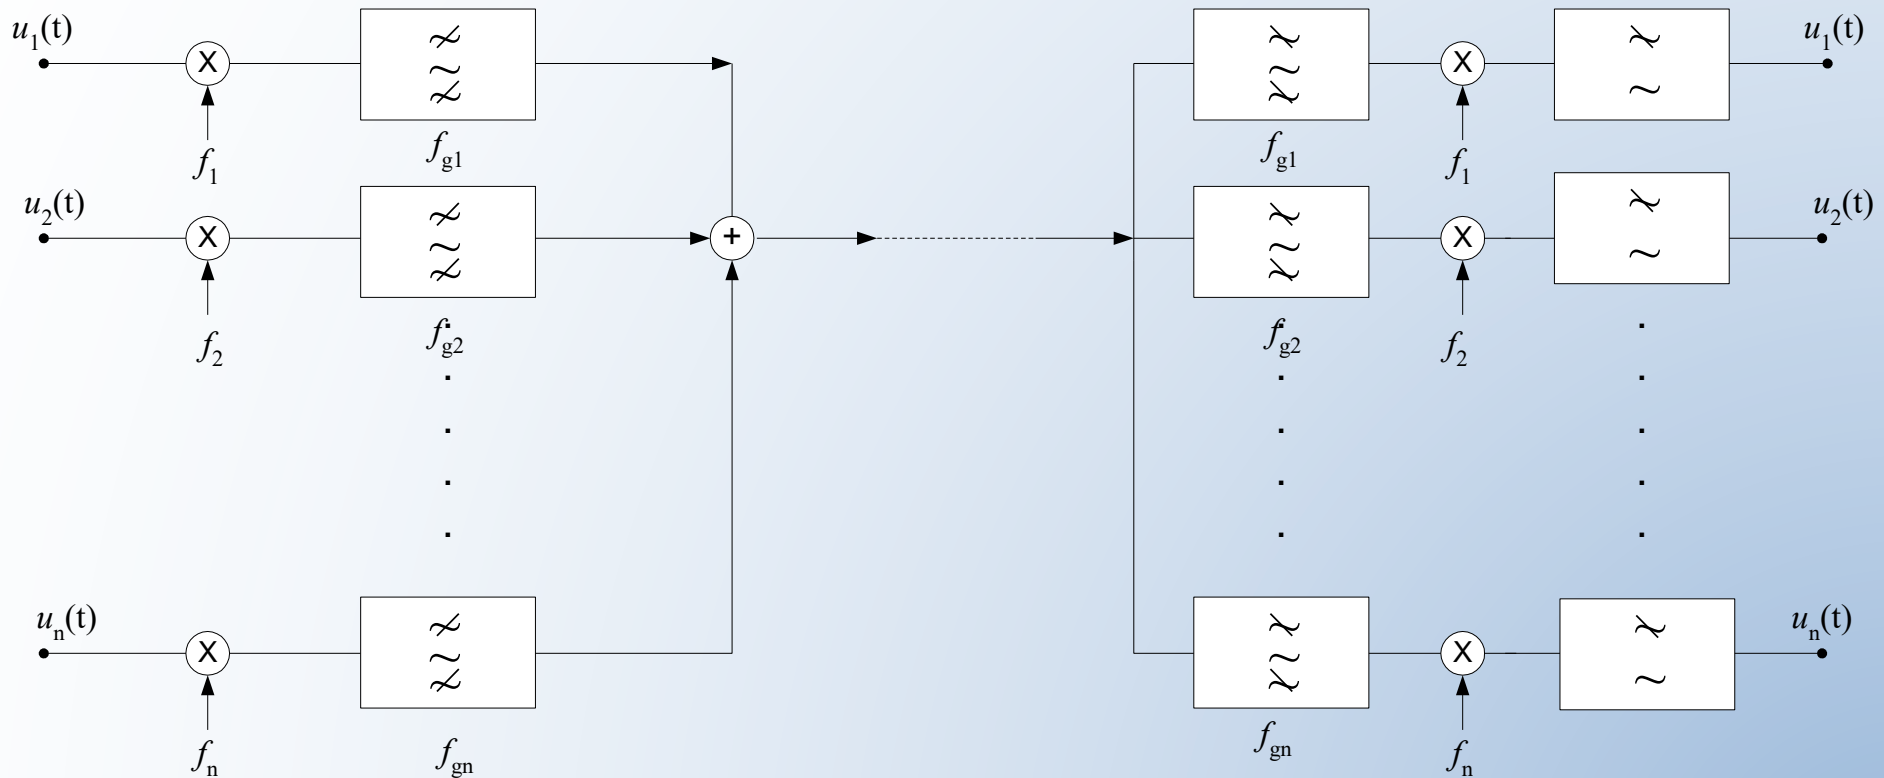 u1(t)
X
f1
fg1
fg1
X
f1
u1(t)
u2(t)
X
f2
fg2
+
fg2
X
f2
u2(t)
un(t)
X
fn
fgn
fgn
X
fn
un(t)